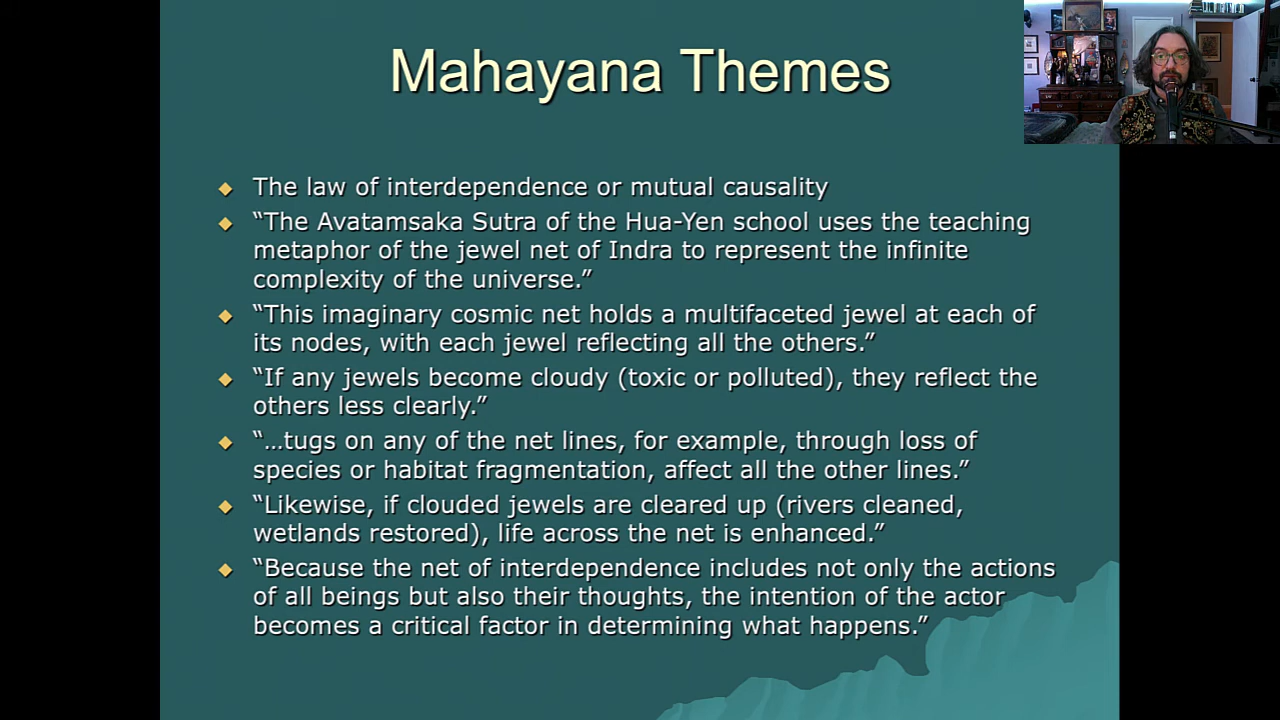 Mahayana Themes
The law of interdependence or mutual causality
“The Avatamsaka Sutra of the Hua-Yen school uses the teaching
metaphor of the jewel net of Indra to represent the infinite
complexity of the universe.”
“This imaginary cosmic net holds a multifaceted jewel at each of
its nodes, with each jewel reflecting all the others.”
“If any jewels become cloudy (toxic or polluted), they reflect the
others less clearly.”
“…tugs on any of the net lines, for example, through loss of
species or habitat fragmentation, affect all the other lines.”
“Likewise, if clouded jewels are cleared up (rivers cleaned,
wetlands restored), life across the net is enhanced.”
“Because the net of interdependence includes not only the actions
of all beings but also their thoughts, the intention of the actor
becomes a critical factor in determining what happens.”